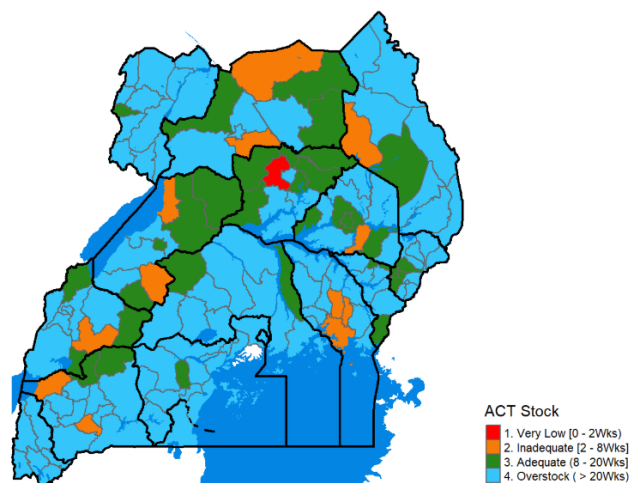 ACT Stock
1. Very Low [0 - 2Wks)
2. Inadequate [2 - 8Wks]
3. Adequate (8 - 20Wks]
4. Overstock ( > 20Wks)